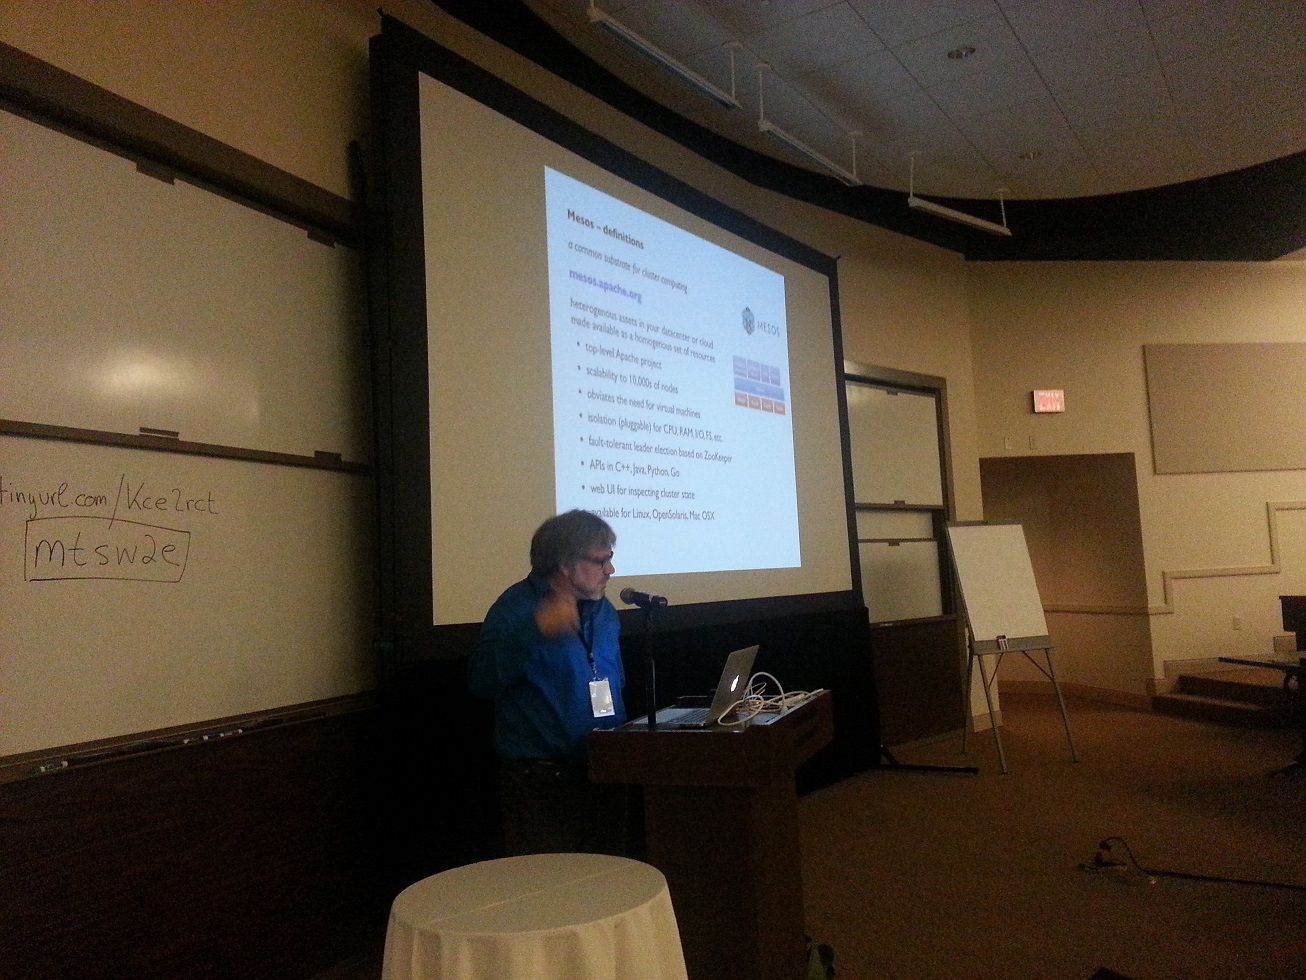 tinyurl.com/Kce2rct
mtsw2e
Mesos – definitions
a common substrate for cluster computing
mesos.apache.org
heterogenous assets in your datacenter or cloud
made available as a homogenous set of resources
• top-level Apache project
• scalability to 10,000s of nodes
• obviates the need for virtual machines
• isolation (pluggable) for CPU, RAM, I/O, FS, etc.
• fault-tolerant leader election based on ZooKeeper
• APIs in C++, Java, Python, Go
• web UI for inspecting cluster state
available for Linux, OpenSolaris, Mac OSX
MESOS